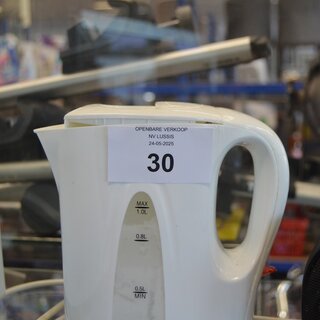 OPENBARE VERKOOP
NV LUSSIS
24-05-2025
30
MAX
1.0L
0.8L
0.5L
MIN